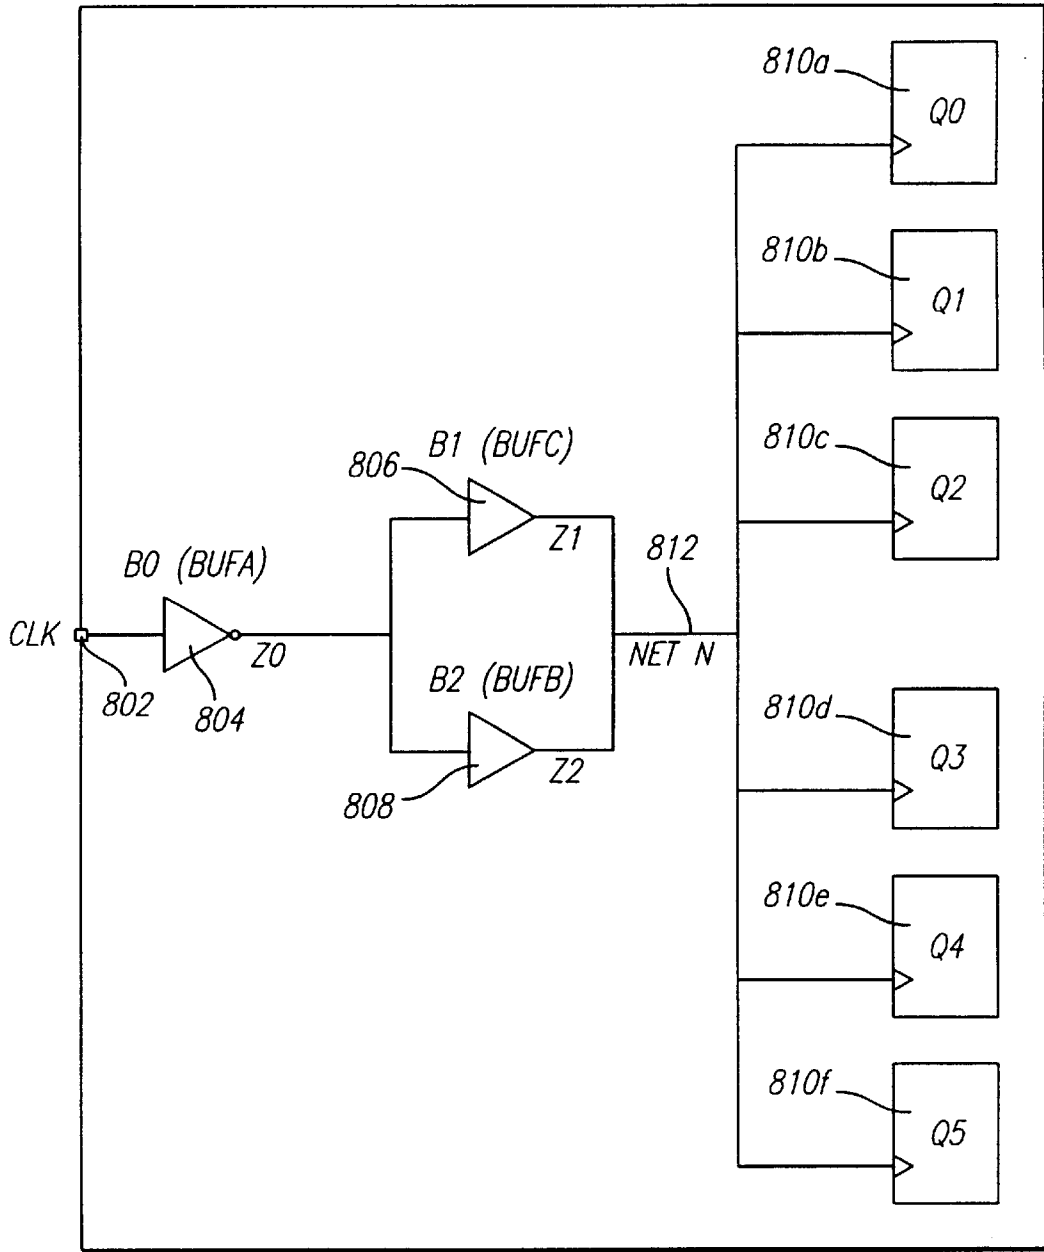 810a
Q0
810b
Q1
810c
Q2
B1 (BUFC)
806
Z1
812
B0 (BUFA)
CLK
Z0
NET N
802
804
B2 (BUFB)
808
Z2
810d
Q3
810e
Q4
810f
Q5